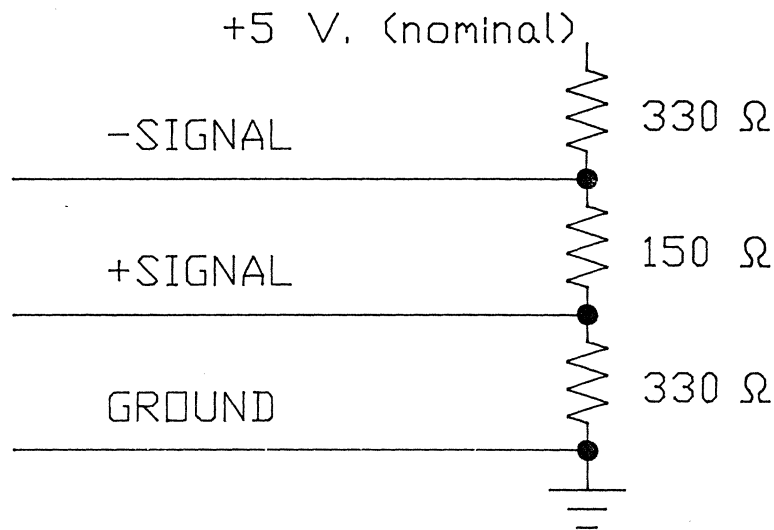 +5 V. (nominal)
330 Ω
-SIGNAL
150 Ω
+SIGNAL
330 Ω
GROUND